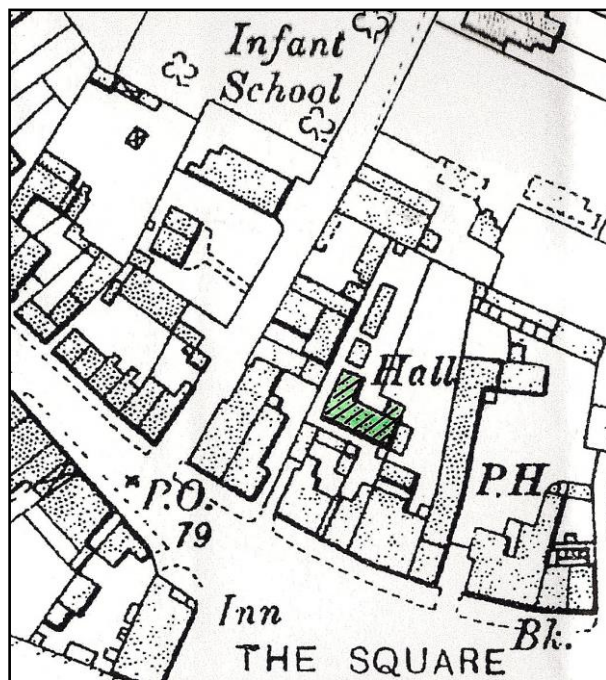 Infant
School
Hall
P.H.
P.O.
79
Inn
Bk.
THE SQUARE